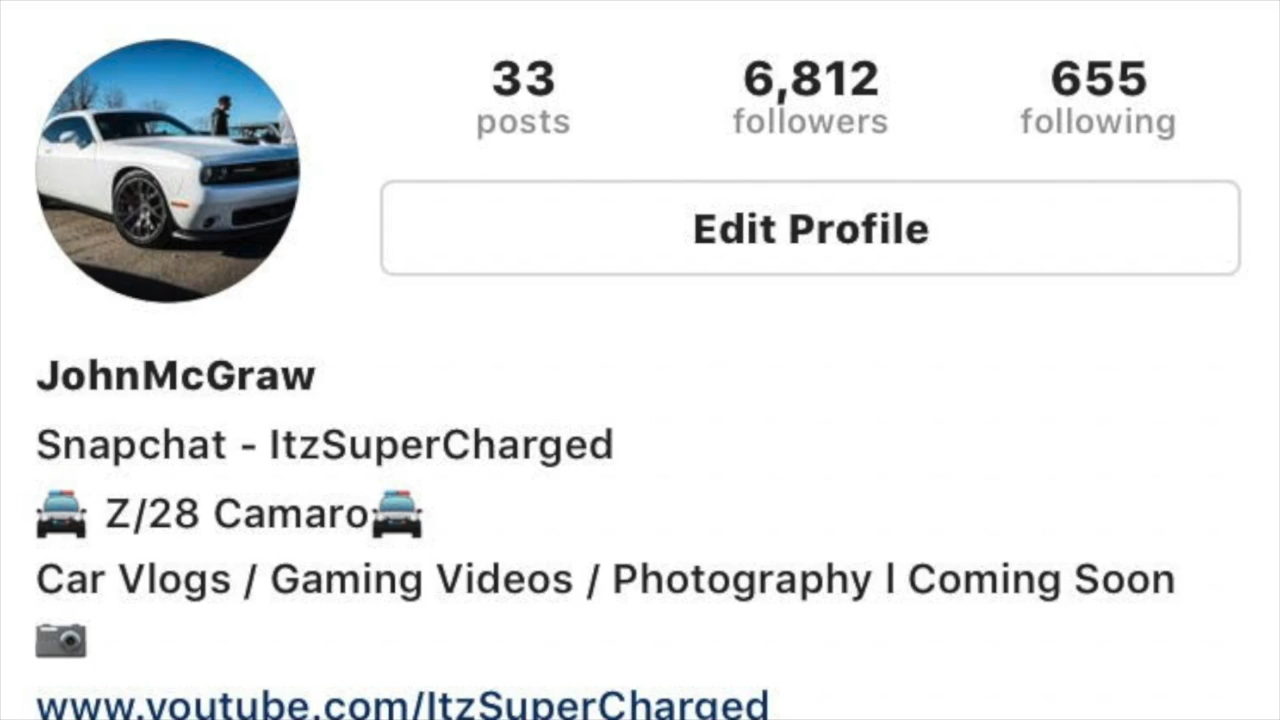 33 6,812 655
posts followers following
Edit Profile
JohnMcGraw
Snapchat - ItzSuperCharged
🚔 Z/28 Camaro🚔
Car Vlogs / Gaming Videos / Photography l Coming Soon
📷
www.youtube.com/ItzSuperCharged